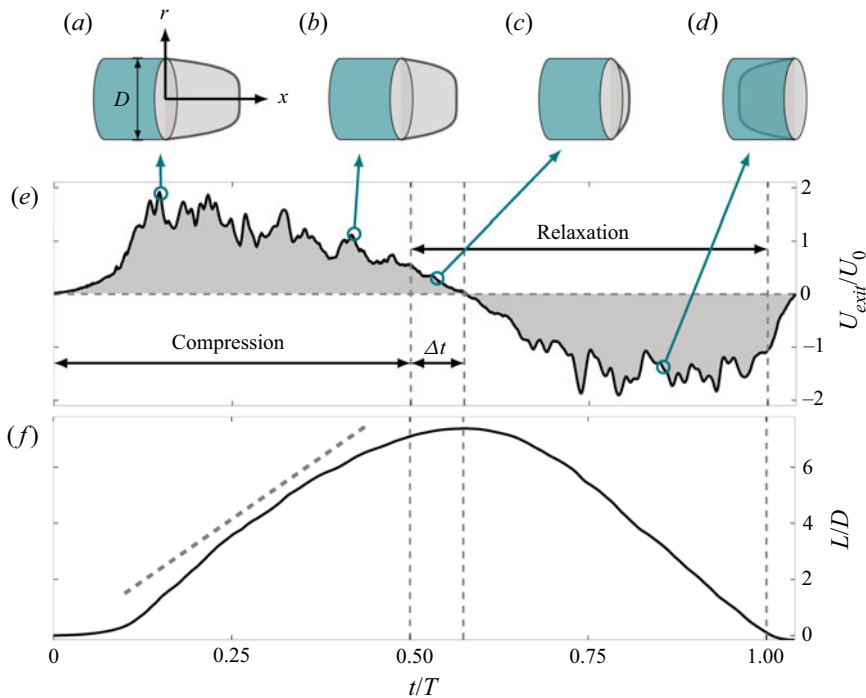 (a) (b) (c) (d)
r
D
x
(e)
2
1
0
−1
−2
U_exit/U_0
Relaxation
Compression
Δt
(f)
6
4
2
0
L/D
0 0.25 0.50 0.75 1.00
t/T